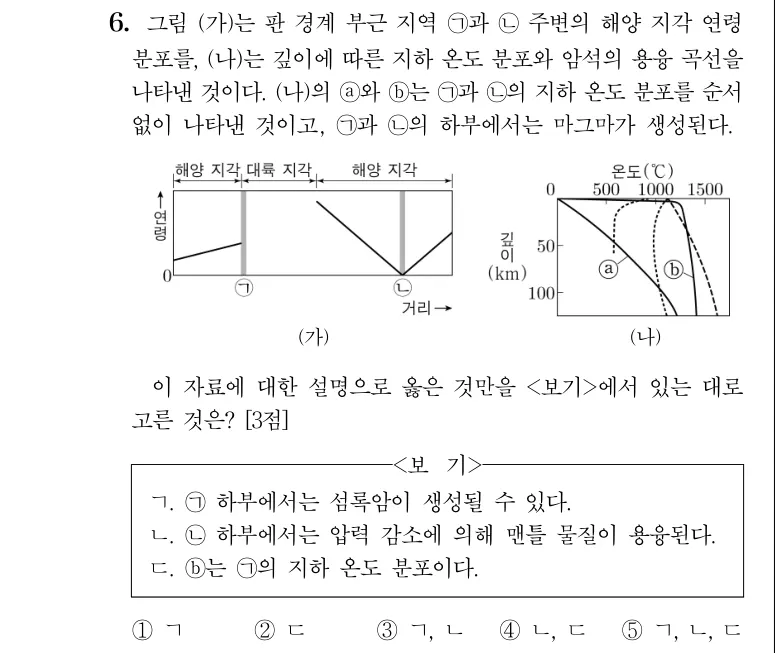 6. 그림 (가)는 판 경계 부근 지역 ㉠과 ㉡ 주변의 해양 지각 연령
분포를, (나)는 깊이에 따른 지하 온도 분포와 암석의 용융 곡선을
나타낸 것이다. (나)의 ⓐ와 ⓑ는 ㉠과 ㉡의 지하 온도 분포를 순서
없이 나타낸 것이고, ㉠과 ㉡의 하부에서는 마그마가 생성된다.
해양 지각 대륙 지각 해양 지각
↑연령
0
㉠ ㉡
거리→
(가)
온도(℃)
0 500 1000 1500
깊이(km)
50
100
ⓐ ⓑ
(나)
이 자료에 대한 설명으로 옳은 것만을 <보기>에서 있는 대로
고른 것은? [3점]
<보 기>
ㄱ. ㉠ 하부에서는 섬록암이 생성될 수 있다.
ㄴ. ㉡ 하부에서는 압력 감소에 의해 맨틀 물질이 용융된다.
ㄷ. ⓑ는 ㉠의 지하 온도 분포이다.
① ㄱ ② ㄷ ③ ㄱ, ㄴ ④ ㄴ, ㄷ ⑤ ㄱ, ㄴ, ㄷ